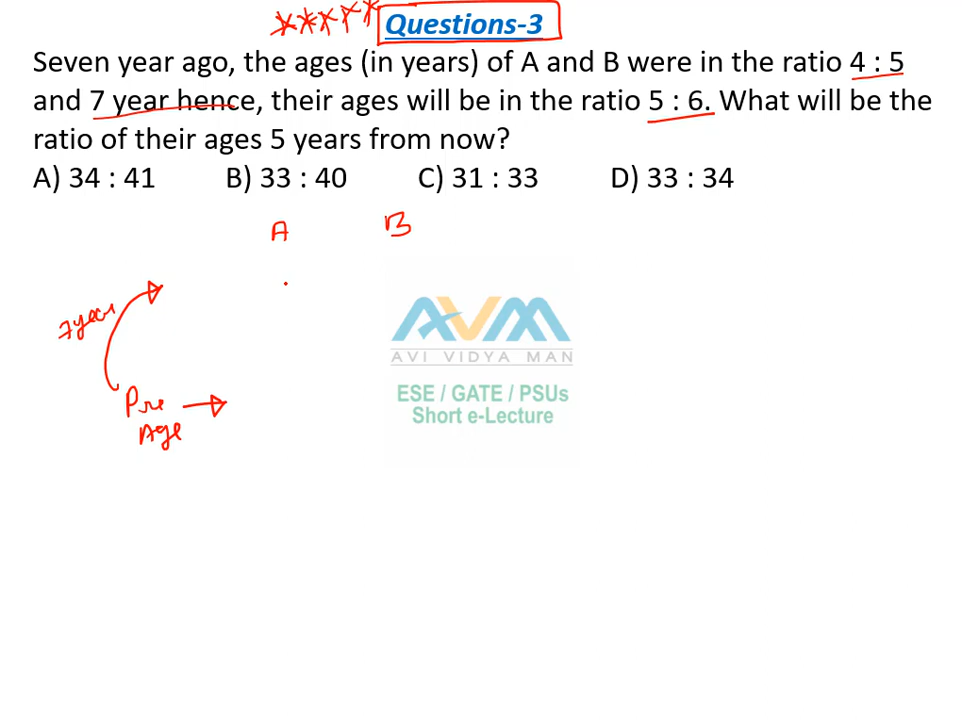 Questions-3
Seven year ago, the ages (in years) of A and B were in the ratio 4 : 5
and 7 year hence, their ages will be in the ratio 5 : 6. What will be the
ratio of their ages 5 years from now?
A) 34 : 41 B) 33 : 40 C) 31 : 33 D) 33 : 34
A B
7 year
AVM
AVI VIDYA MAN
Pre
Age
ESE / GATE / PSUs
Short e-Lecture